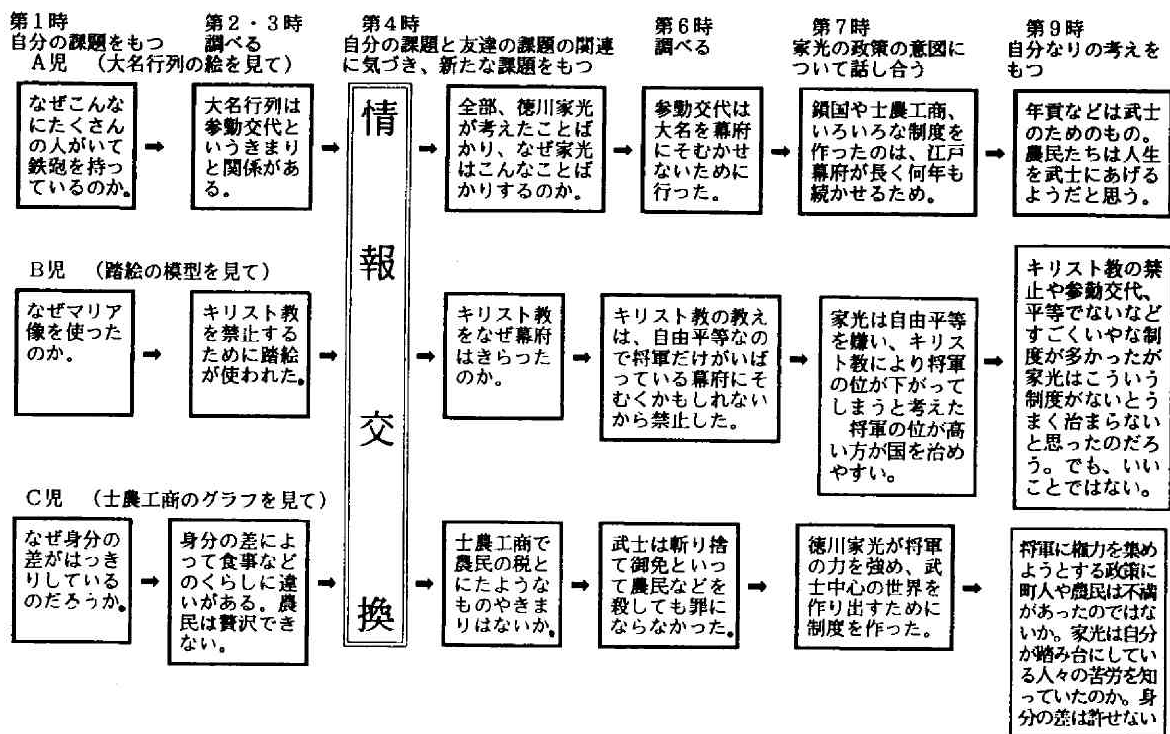 第1時
自分の課題をもつ
第2・3時
調べる
第4時
自分の課題と友達の課題の関連
に気づき、新たな課題をもつ
第6時
調べる
第7時
家光の政策の意図に
ついて話し合う
第9時
自分なりの考えを
もつ
A児 (大名行列の絵を見て)
なぜこんな
にたくさん
の人がいて
鉄砲を持っ
ているのか。
→
大名行列は
参勤交代と
いうきまり
と関係があ
る。
情報交換
→
全部、徳川家光
が考えたことば
かり、なぜ家光
はこんなことば
かりするのか。
→
参勤交代は
大名を幕府
にそむかせ
ないために
行った。
→
鎖国や士農工商、
いろいろな制度を
作ったのは、江戸
幕府が長く何年も
続かせるため。
→
年貢などは武士
のためのもの。
農民たちは人生
を武士にあげる
ようだと思う。
B児 (踏絵の模型を見て)
なぜマリア
像を使った
のか。
→
キリスト教
を禁止する
ために踏絵
が使われた。
→
キリスト教
をなぜ幕府
はきらった
のか。
→
キリスト教の教え
は、自由平等なの
で将軍だけがいば
っている幕府にそ
むくかもしれない
から禁止した。
→
家光は自由平等
を嫌い、キリス
ト教により将軍
の位が下がって
しまうと考えた
将軍の位が高
い方が国を治め
やすい。
→
キリスト教の禁
止や参勤交代、
平等でないなど
すごくいやな制
度が多かったが
家光はこういう
制度がないとう
まく治まらない
と思ったのだろ
う。でも、いい
ことではない。
C児 (士農工商のグラフを見て)
なぜ身分の
差がはっき
りしている
のだろうか。
→
身分の差によ
って食事など
のくらしに違
いがある。農
民は贅沢でき
ない。
→
士農工商で
農民の税と
にたような
ものやきま
りはないか。
→
武士は斬り捨
て御免といっ
て農民などを
殺しても罪に
ならなかった。
→
徳川家光が将軍
の力を強め、武
士中心の世界を
作り出すために
制度を作った。
→
将軍に権力を集め
ようとする政策に
町人や農民は不満
があったのではな
いか。家光は自分
が踏み台にしてい
る人々の苦労を知
っていたのか。身
分の差は許せない